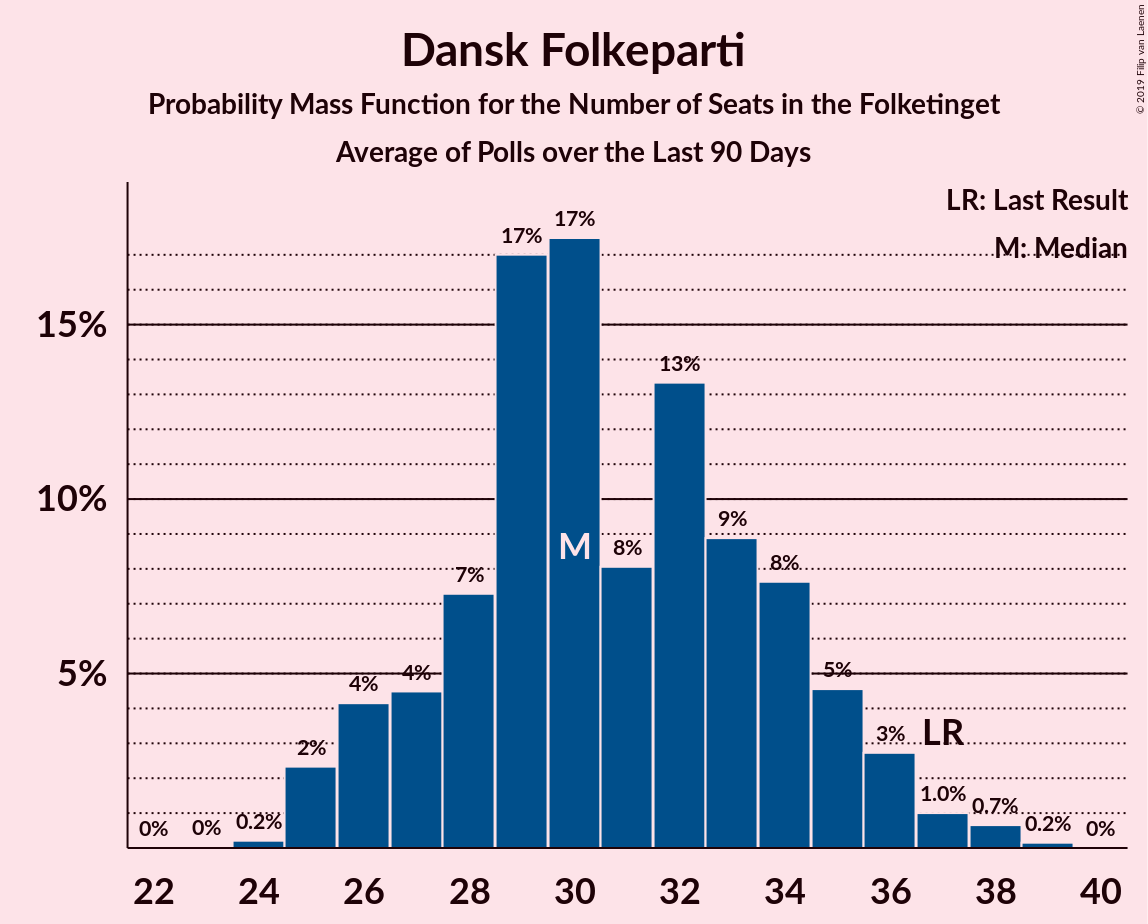 Dansk Folkeparti
Probability Mass Function for the Number of Seats in the Folketinget
Average of Polls over the Last 90 Days
© 2019 Filip van Laenen
LR: Last Result
M: Median
15%
10%
5%
0%
0%
0.2%
2%
4%
4%
7%
17%
17%
8%
13%
9%
8%
5%
3%
1.0%
0.7%
0.2%
0%
M
LR
22 24 26 28 30 32 34 36 38 40